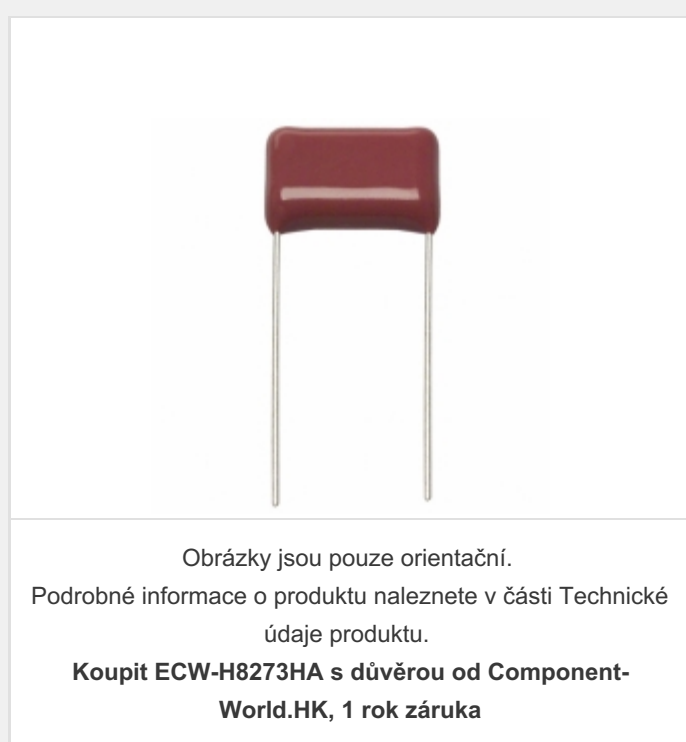 Obrázky jsou pouze orientační.
Podrobné informace o produktu naleznete v části Technické
údaje produktu.
Koupit ECW-H8273HA s důvěrou od Component-
World.HK, 1 rok záruka